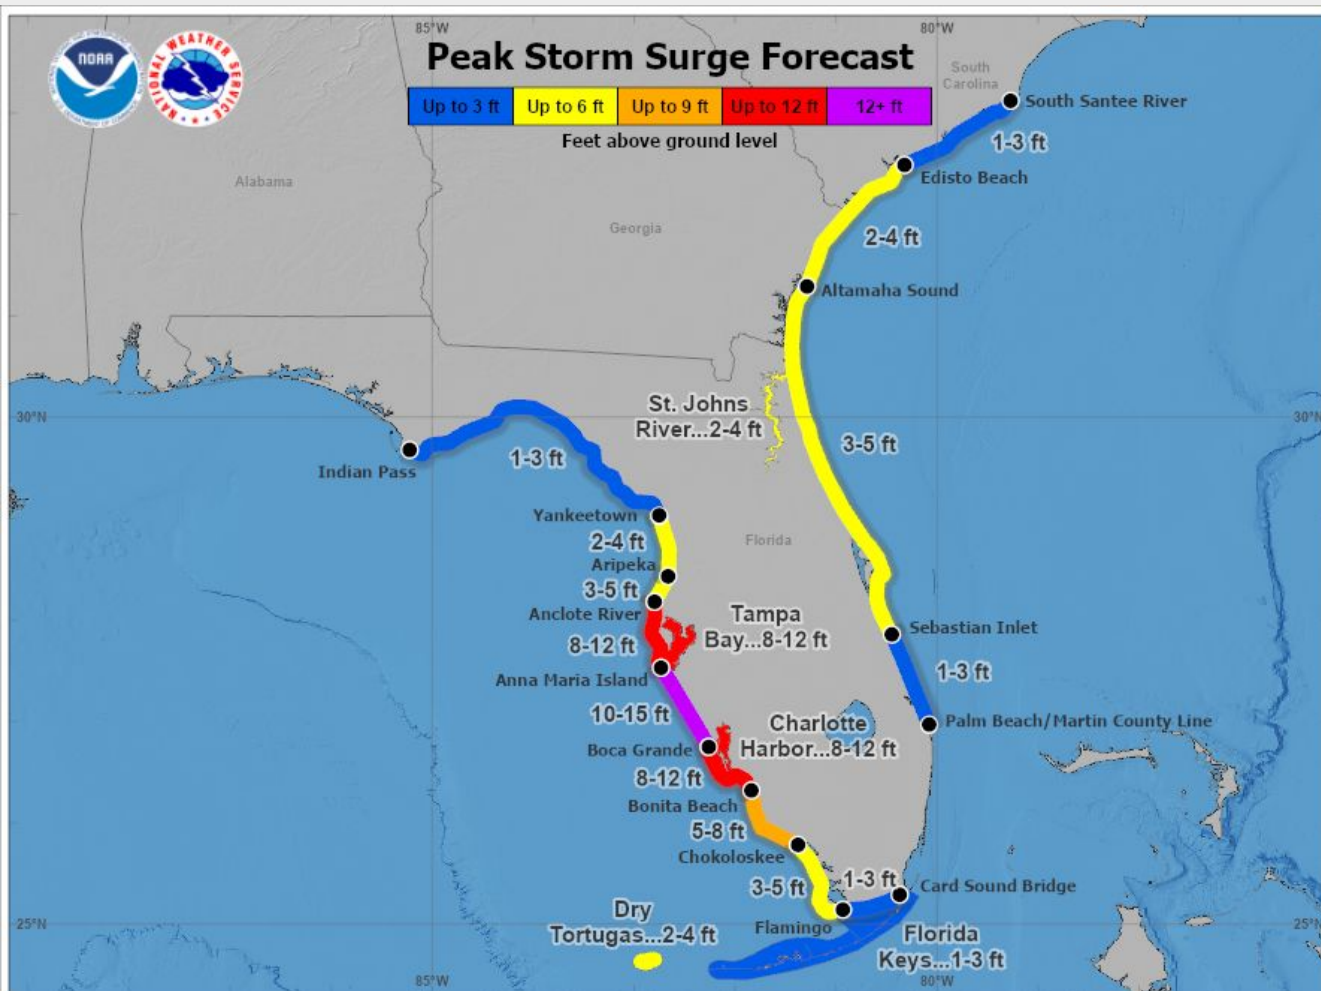 85°W
80°W
NOAA
NATIONAL WEATHER SERVICE
Peak Storm Surge Forecast
Up to 3 ft
Up to 6 ft
Up to 9 ft
Up to 12 ft
12+ ft
Feet above ground level
South
Carolina
South Santee River
1-3 ft
Edisto Beach
Alabama
Georgia
2-4 ft
Altamaha Sound
30°N
St. Johns
River...2-4 ft
30°N
3-5 ft
1-3 ft
Indian Pass
Yankeetown
2-4 ft
Florida
Aripeka
3-5 ft
Anclote River
Tampa
Bay...8-12 ft
Sebastian Inlet
8-12 ft
1-3 ft
Anna Maria Island
10-15 ft
Charlotte
Harbor...8-12 ft
Palm Beach/Martin County Line
Boca Grande
8-12 ft
Bonita Beach
5-8 ft
Chokoloskee
3-5 ft
1-3 ft
Card Sound Bridge
Dry
Tortugas...2-4 ft
Flamingo
25°N
25°N
Florida
Keys...1-3 ft
85°W
80°W